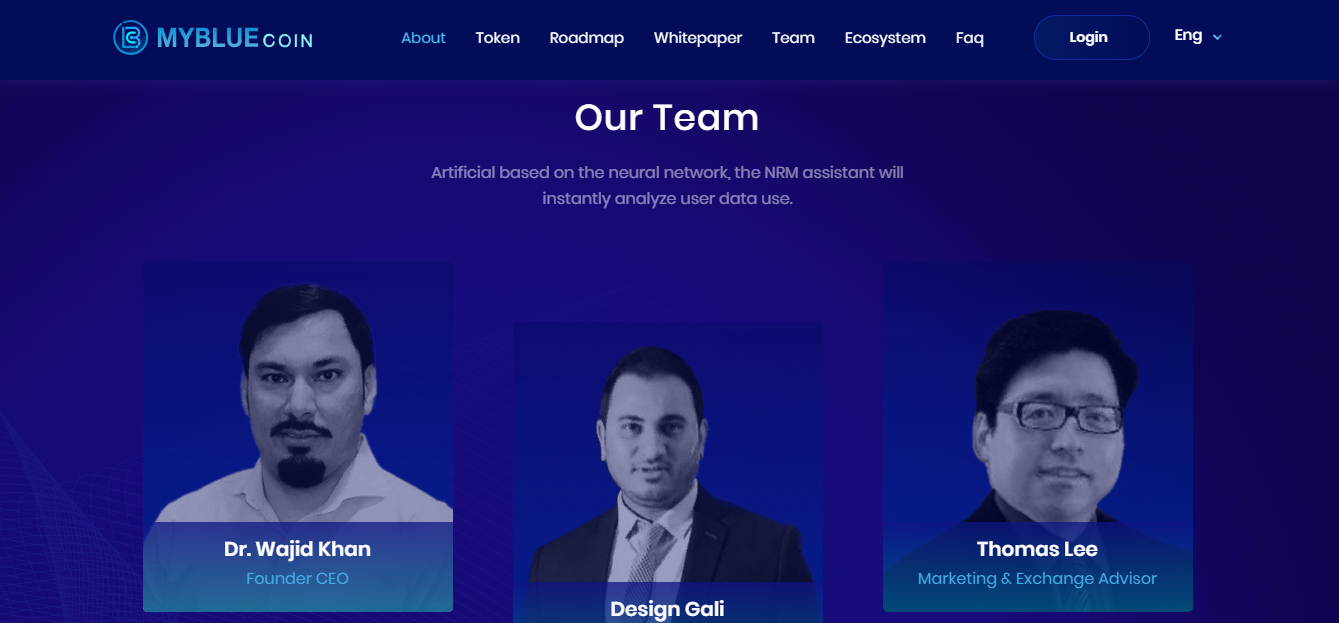 MYBLUE COIN
About Token Roadmap Whitepaper Team Ecosystem Faq Login Eng
Our Team
Artificial based on the neural network, the NRM assistant will
instantly analyze user data use.
Dr. Wajid Khan
Founder CEO
Design Gali
Thomas Lee
Marketing & Exchange Advisor